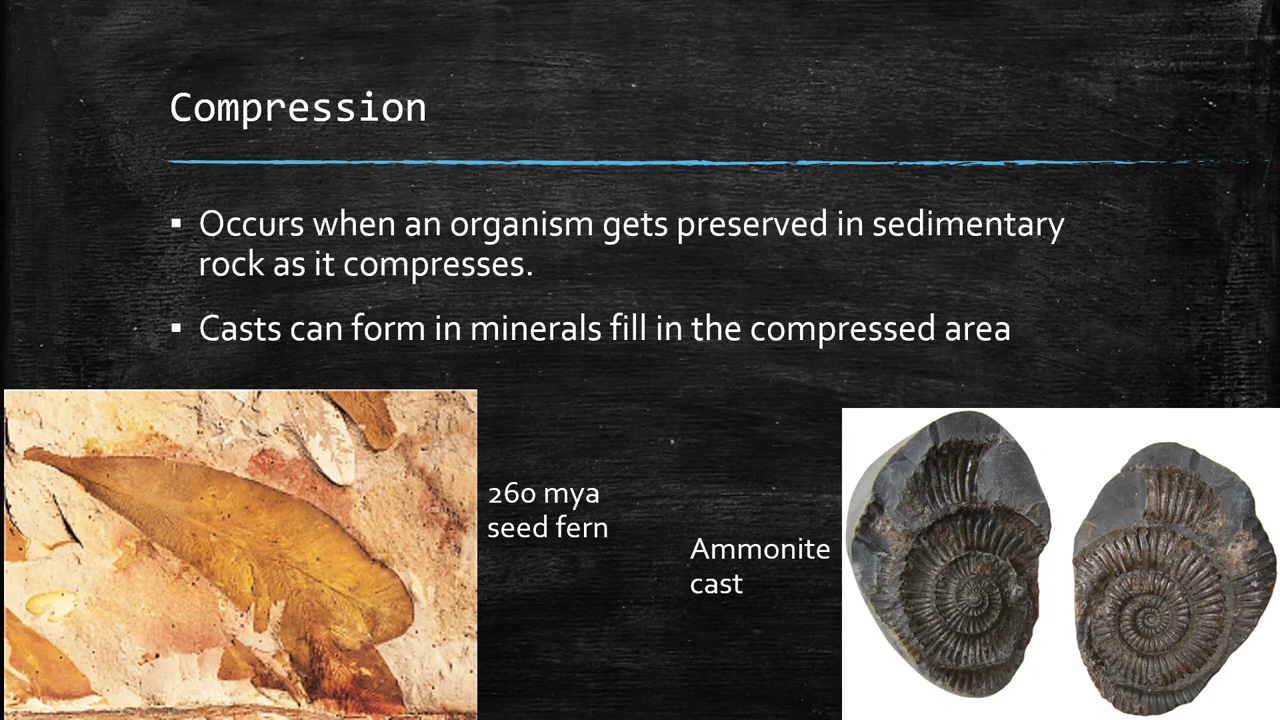 Compression
▪ Occurs when an organism gets preserved in sedimentary
rock as it compresses.
▪ Casts can form in minerals fill in the compressed area
260 mya
seed fern
Ammonite
cast